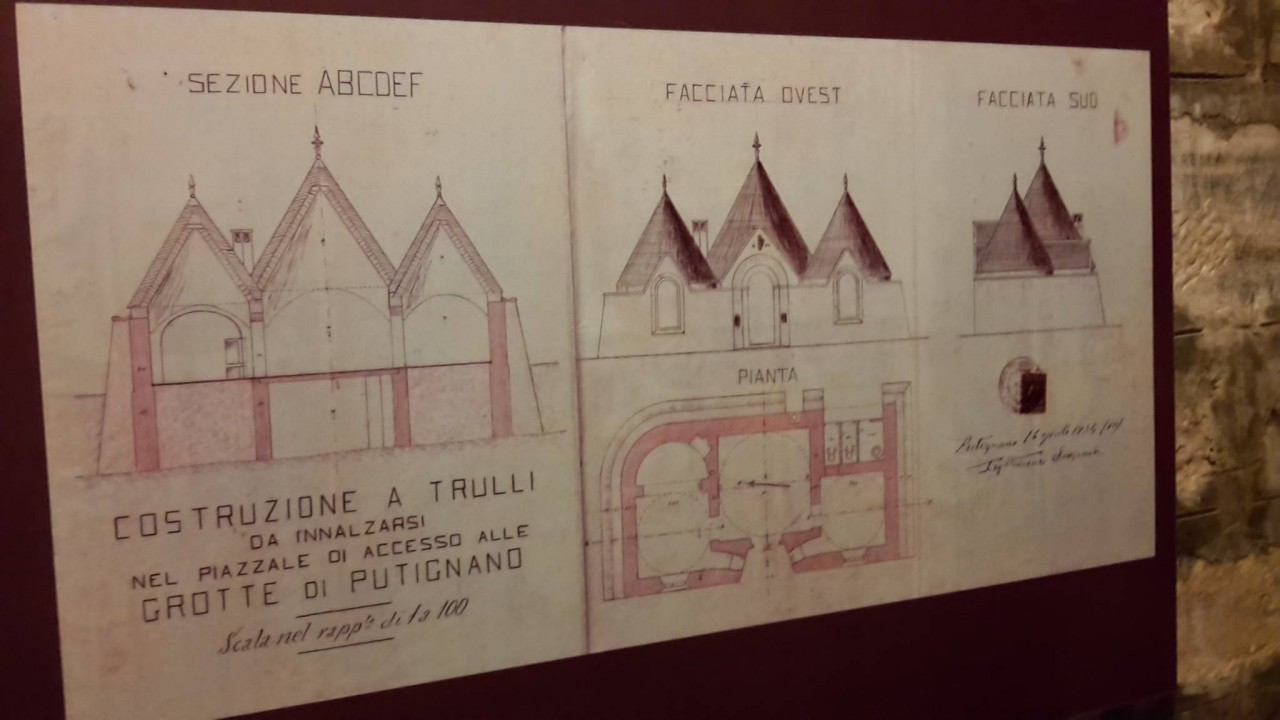 SEZIONE ABCDEF
FACCIATA OVEST
FACCIATA SUD
PIANTA
COSTRUZIONE A TRULLI
DA INNALZARSI
NEL PIAZZALE DI ACCESSO ALLE
GROTTE DI PUTIGNANO
Scala nel rapp.to di 1 a 100
Putignano